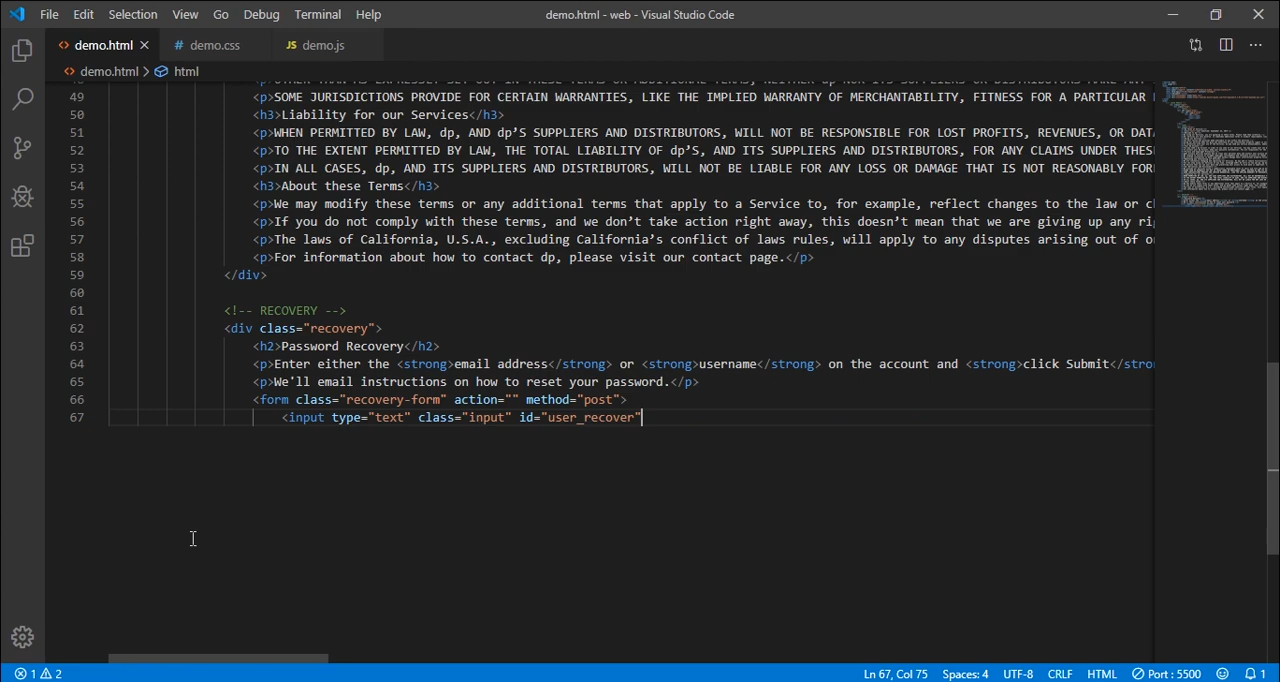 File Edit Selection View Go Debug Terminal Help demo.html - web - Visual Studio Code
<> demo.html # demo.css JS demo.js
<> demo.html > html
49 <p>SOME JURISDICTIONS PROVIDE FOR CERTAIN WARRANTIES, LIKE THE IMPLIED WARRANTY OF MERCHANTABILITY, FITNESS FOR A PARTICULAR
50 <h3>Liability for our Services</h3>
51 <p>WHEN PERMITTED BY LAW, dp, AND dp’S SUPPLIERS AND DISTRIBUTORS, WILL NOT BE RESPONSIBLE FOR LOST PROFITS, REVENUES, OR DATA
52 <p>TO THE EXTENT PERMITTED BY LAW, THE TOTAL LIABILITY OF dp’S, AND ITS SUPPLIERS AND DISTRIBUTORS, FOR ANY CLAIMS UNDER THES
53 <p>IN ALL CASES, dp, AND ITS SUPPLIERS AND DISTRIBUTORS, WILL NOT BE LIABLE FOR ANY LOSS OR DAMAGE THAT IS NOT REASONABLY FOR
54 <h3>About these Terms</h3>
55 <p>We may modify these terms or any additional terms that apply to a Service to, for example, reflect changes to the law or
56 <p>If you do not comply with these terms, and we don’t take action right away, this doesn’t mean that we are giving up any
57 <p>The laws of California, U.S.A., excluding California’s conflict of laws rules, will apply to any disputes arising out of
58 <p>For information about how to contact dp, please visit our contact page.</p>
59 </div>
60
61 <!-- RECOVERY -->
62 <div class="recovery">
63 <h2>Password Recovery</h2>
64 <p>Enter either the <strong>email address</strong> or <strong>username</strong> on the account and <strong>click Submit</stro
65 <p>We'll email instructions on how to reset your password.</p>
66 <form class="recovery-form" action="" method="post">
67 <input type="text" class="input" id="user_recover"
1 2 Ln 67, Col 75 Spaces: 4 UTF-8 CRLF HTML Port : 5500 1